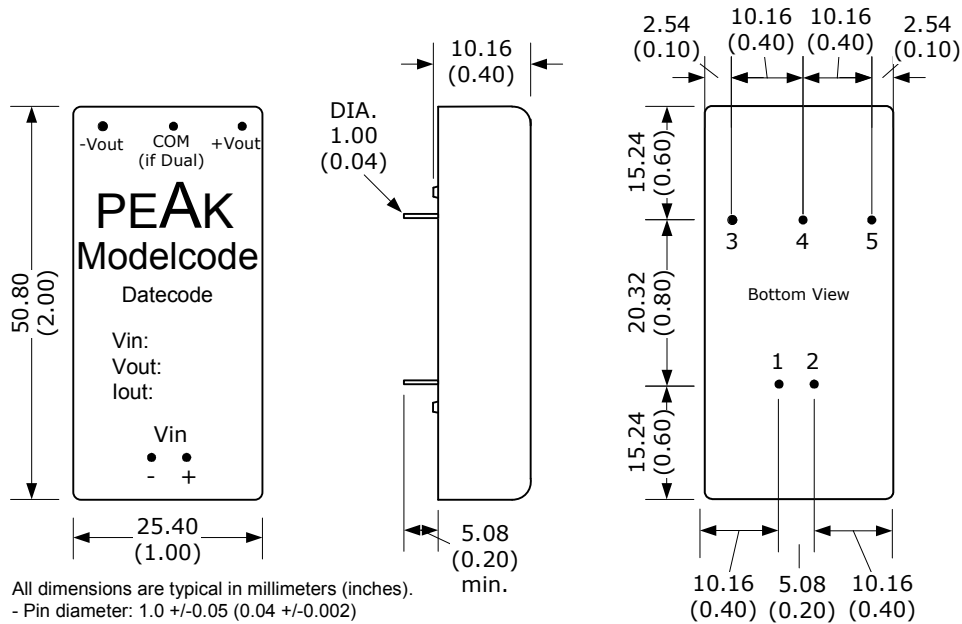 -Vout
COM
(if Dual)
+Vout
PEAK
Modelcode
Datecode
Vin:
Vout:
Iout:
Vin
-
+
50.80
(2.00)
25.40
(1.00)
10.16
(0.40)
DIA.
1.00
(0.04)
5.08
(0.20)
min.
2.54
(0.10)
10.16
(0.40)
10.16
(0.40)
2.54
(0.10)
15.24
(0.60)
3
4
5
20.32
(0.80)
Bottom View
1
2
15.24
(0.60)
10.16
(0.40)
5.08
(0.20)
10.16
(0.40)
All dimensions are typical in millimeters (inches).
- Pin diameter: 1.0 +/-0.05 (0.04 +/-0.002)